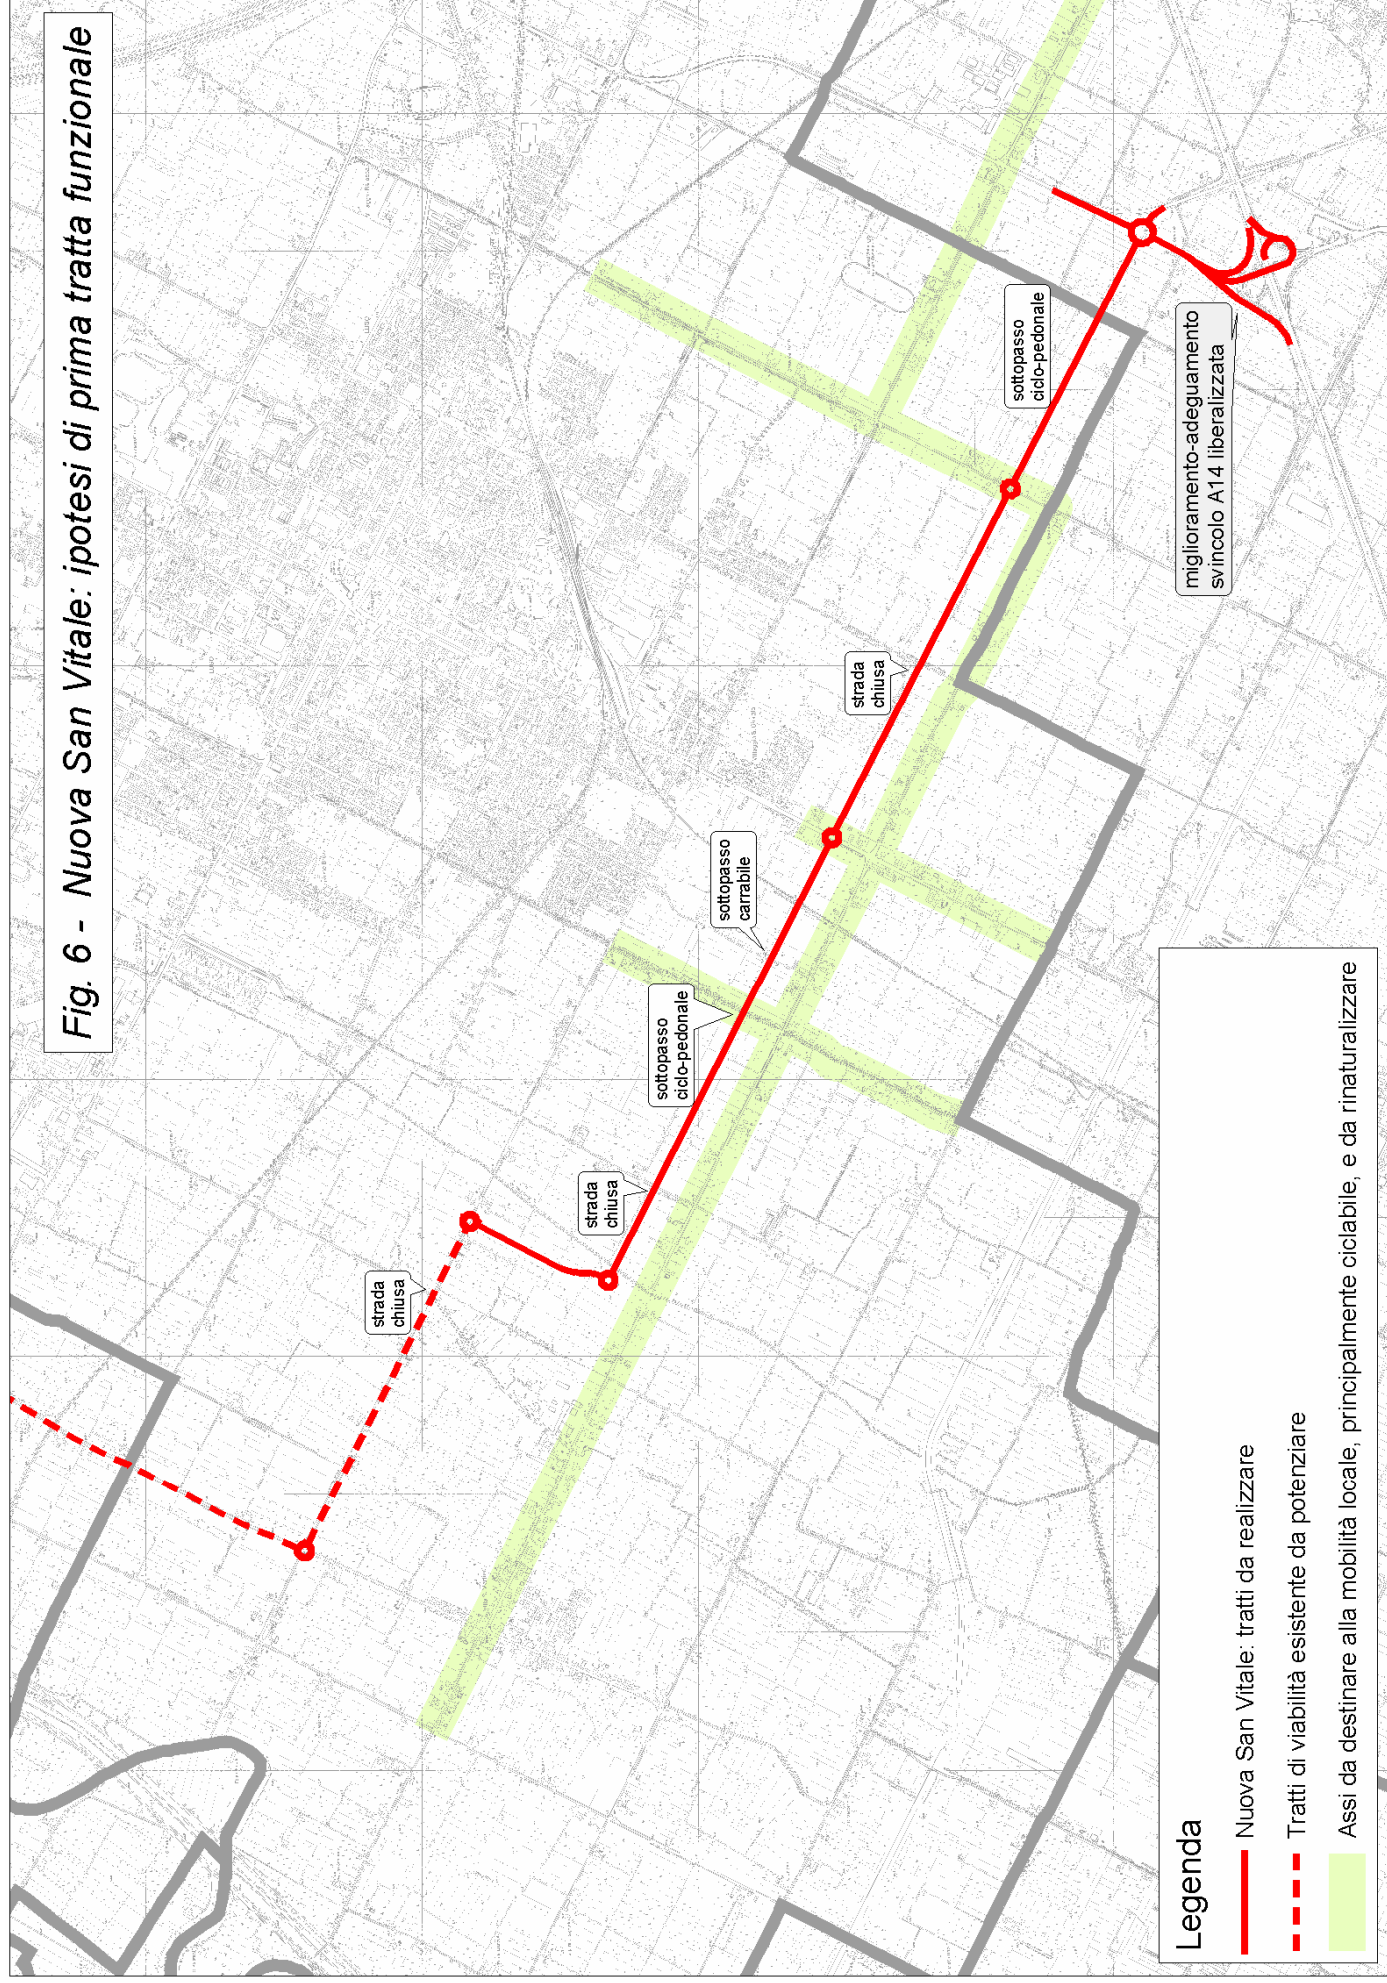 Fig. 6 - Nuova San Vitale: ipotesi di prima tratta funzionale
strada
chiusa
strada
chiusa
sottopasso
ciclo-pedonale
sottopasso
carrabile
strada
chiusa
sottopasso
ciclo-pedonale
miglioramento-adeguamento
svincolo A14 liberalizzata
Legenda
Nuova San Vitale: tratti da realizzare
Tratti di viabilità esistente da potenziare
Assi da destinare alla mobilità locale, principalmente ciclabile, e da rinaturalizzare